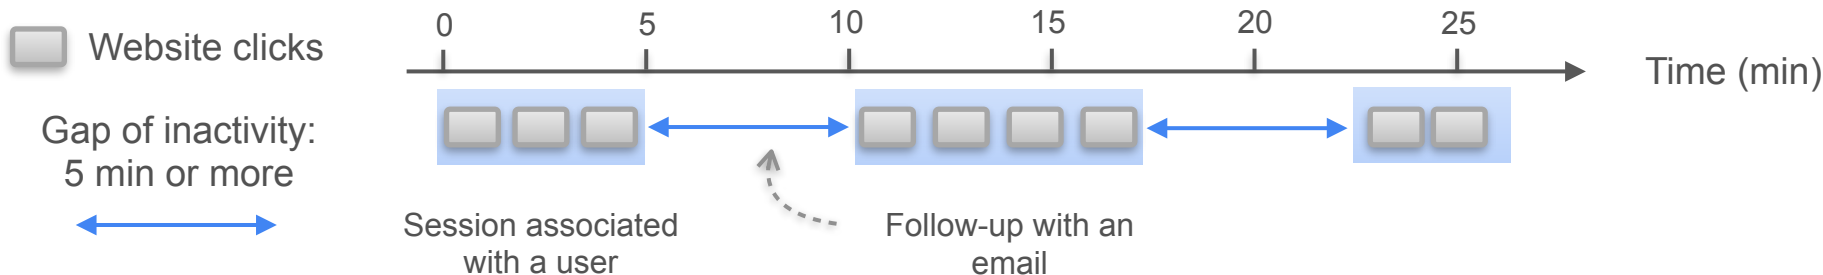 0 5 10 15 20 25
Website clicks
Time (min)
Gap of inactivity:
5 min or more
Session associated
with a user
Follow-up with an
email